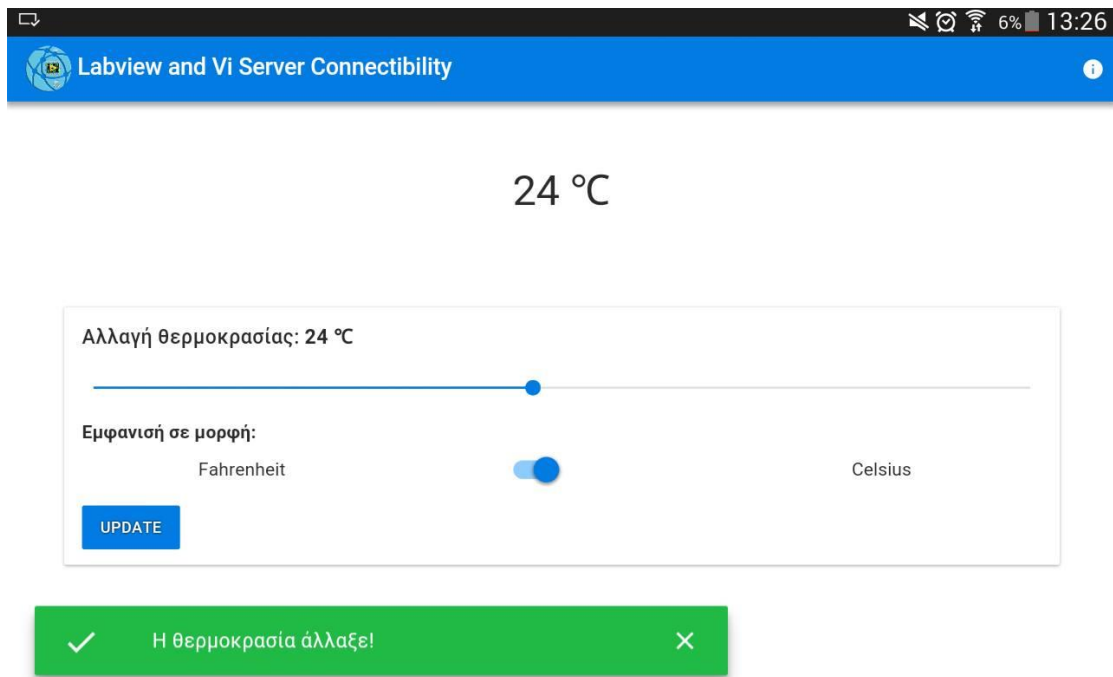 6% 13:26
Labview and Vi Server Connectibility
24 °C
Αλλαγή θερμοκρασίας: 24 °C
Εμφανισή σε μορφή:
Fahrenheit Celsius
UPDATE
Η θερμοκρασία άλλαξε!